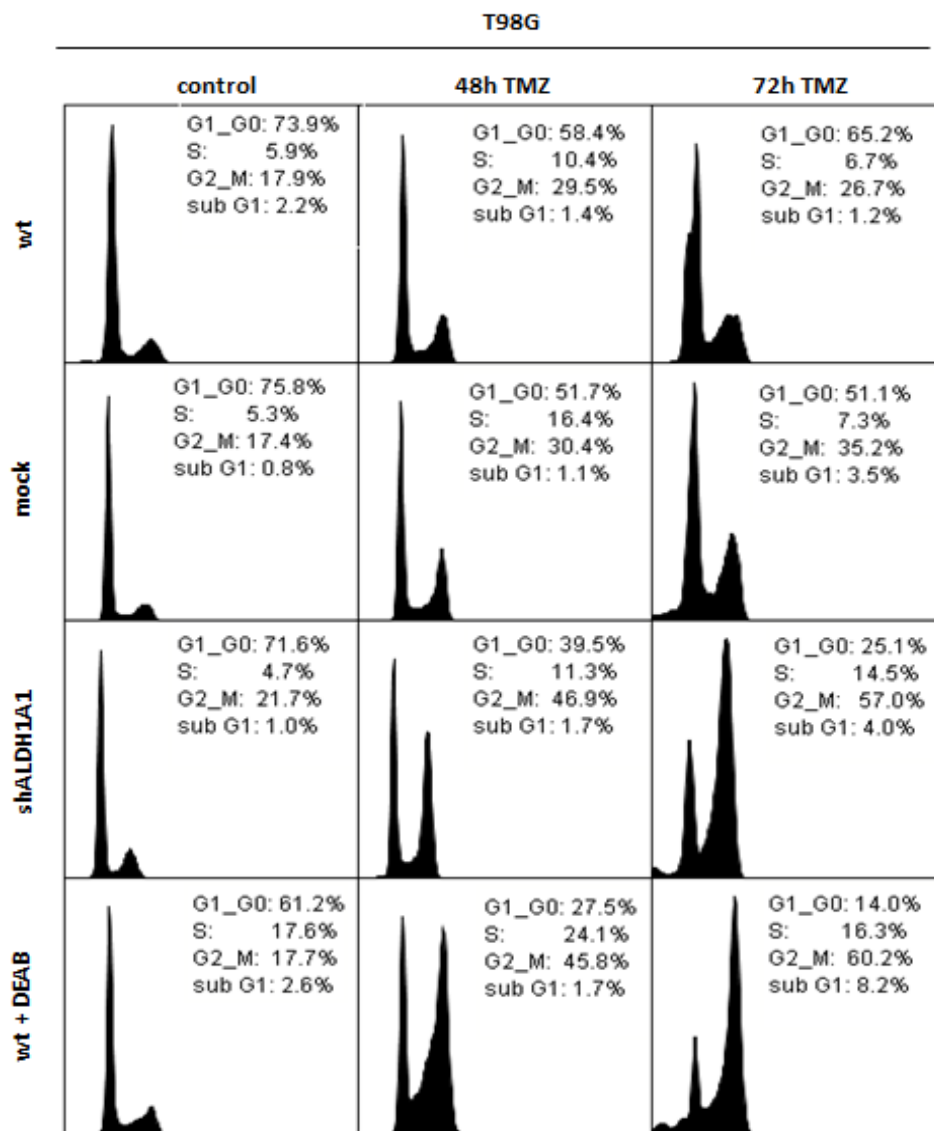 T98G
control 48h TMZ 72h TMZ
wt
G1_G0: 73.9%
S: 5.9%
G2_M: 17.9%
sub G1: 2.2%
G1_G0: 58.4%
S: 10.4%
G2_M: 29.5%
sub G1: 1.4%
G1_G0: 65.2%
S: 6.7%
G2_M: 26.7%
sub G1: 1.2%
mock
G1_G0: 75.8%
S: 5.3%
G2_M: 17.4%
sub G1: 0.8%
G1_G0: 51.7%
S: 16.4%
G2_M: 30.4%
sub G1: 1.1%
G1_G0: 51.1%
S: 7.3%
G2_M: 35.2%
sub G1: 3.5%
shALDH1A1
G1_G0: 71.6%
S: 4.7%
G2_M: 21.7%
sub G1: 1.0%
G1_G0: 39.5%
S: 11.3%
G2_M: 46.9%
sub G1: 1.7%
G1_G0: 25.1%
S: 14.5%
G2_M: 57.0%
sub G1: 4.0%
wt + DEAB
G1_G0: 61.2%
S: 17.6%
G2_M: 17.7%
sub G1: 2.6%
G1_G0: 27.5%
S: 24.1%
G2_M: 45.8%
sub G1: 1.7%
G1_G0: 14.0%
S: 16.3%
G2_M: 60.2%
sub G1: 8.2%